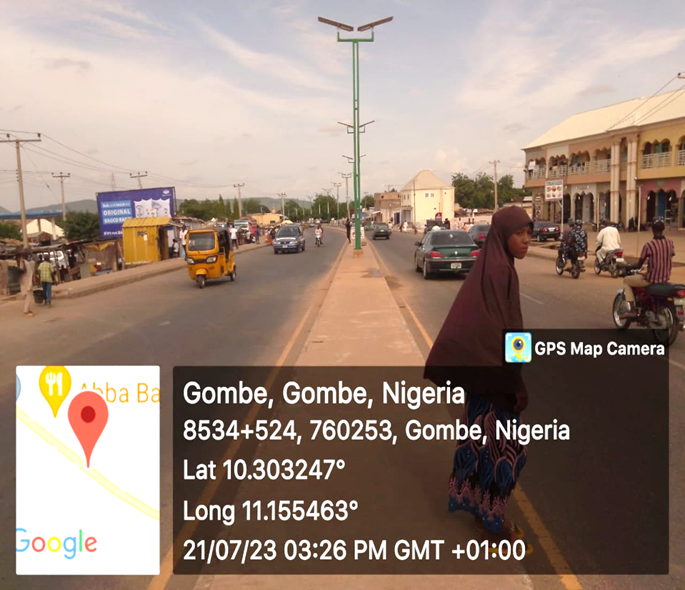 ORIGINAL
GPS Map Camera
Abba Ba
Google
Gombe, Gombe, Nigeria
8534+524, 760253, Gombe, Nigeria
Lat 10.303247°
Long 11.155463°
21/07/23 03:26 PM GMT +01:00